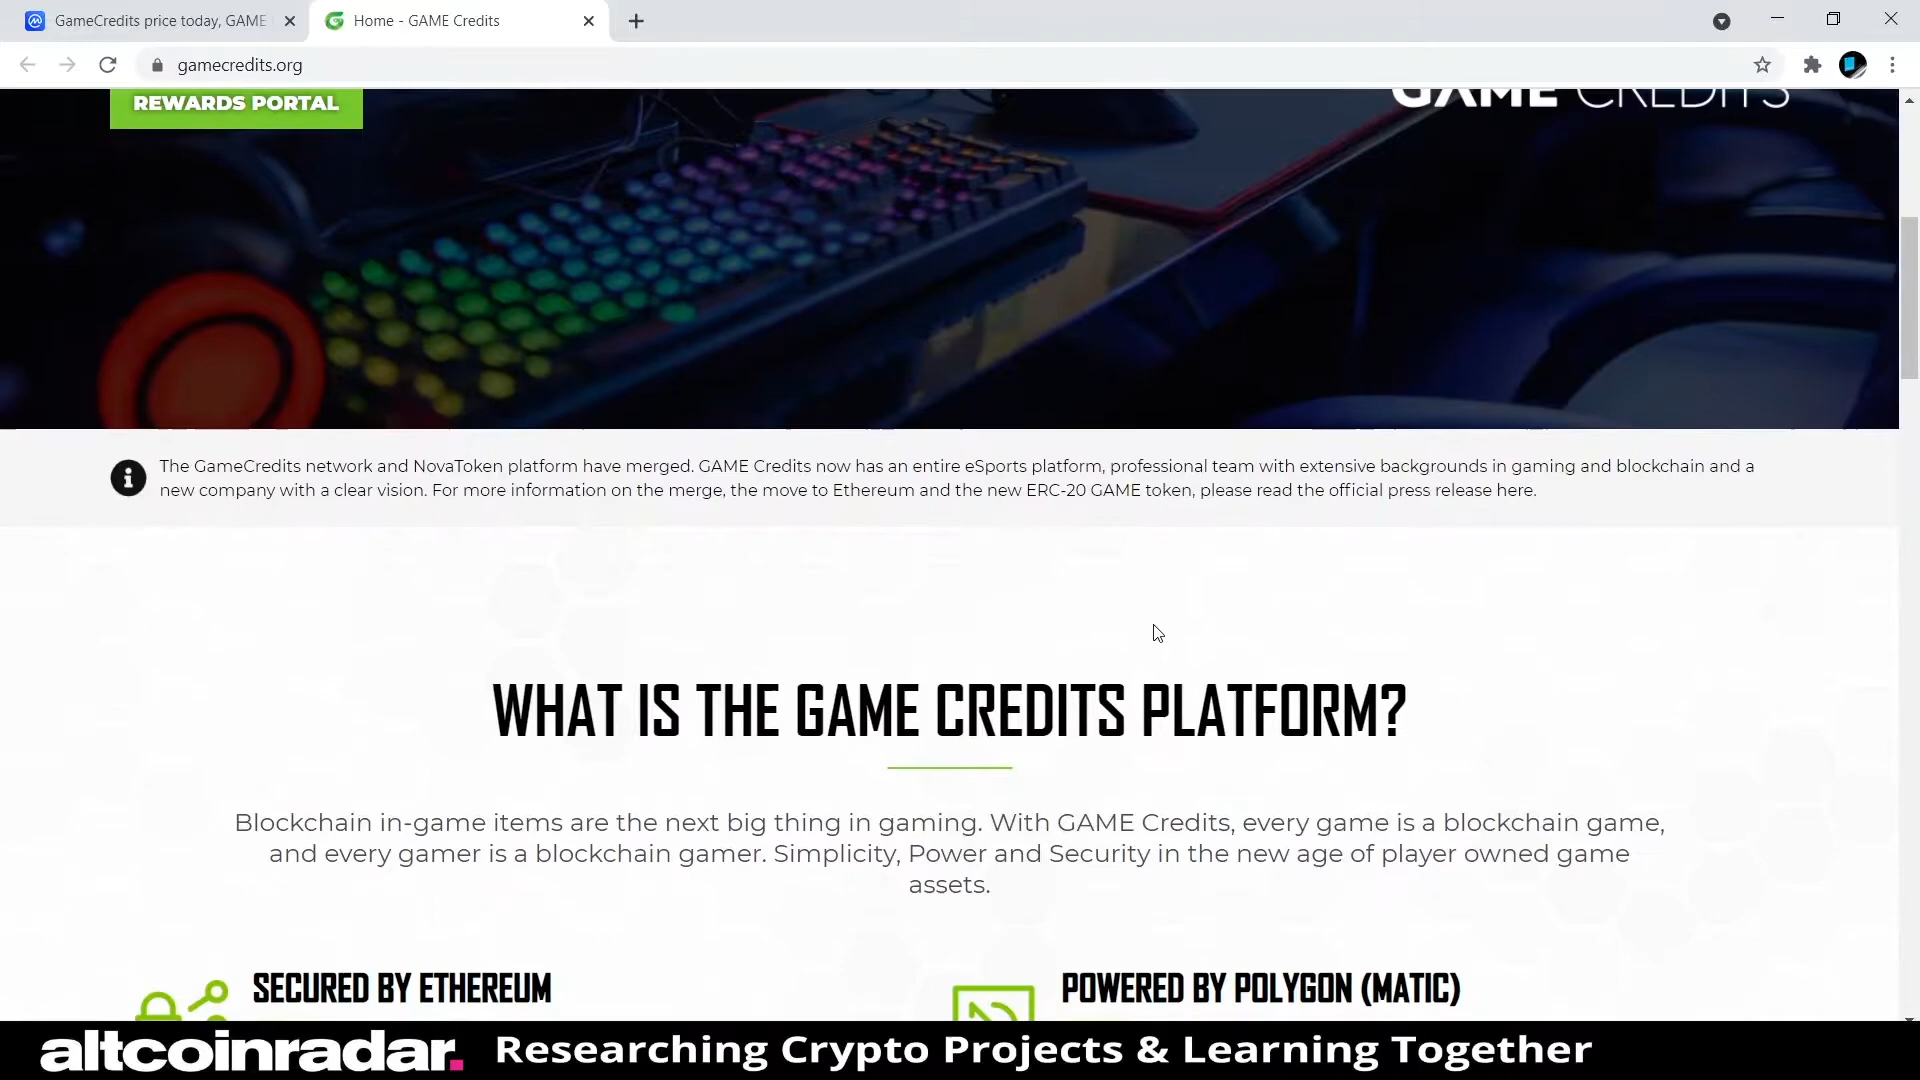 GameCredits price today, GAME
Home - GAME Credits
gamecredits.org
REWARDS PORTAL
GAME CREDITS
The GameCredits network and NovaToken platform have merged. GAME Credits now has an entire eSports platform, professional team with extensive backgrounds in gaming and blockchain and a
new company with a clear vision. For more information on the merge, the move to Ethereum and the new ERC-20 GAME token, please read the official press release here.
WHAT IS THE GAME CREDITS PLATFORM?
Blockchain in-game items are the next big thing in gaming. With GAME Credits, every game is a blockchain game,
and every gamer is a blockchain gamer. Simplicity, Power and Security in the new age of player owned game
assets.
SECURED BY ETHEREUM
POWERED BY POLYGON (MATIC)
altcoinradar. Researching Crypto Projects & Learning Together